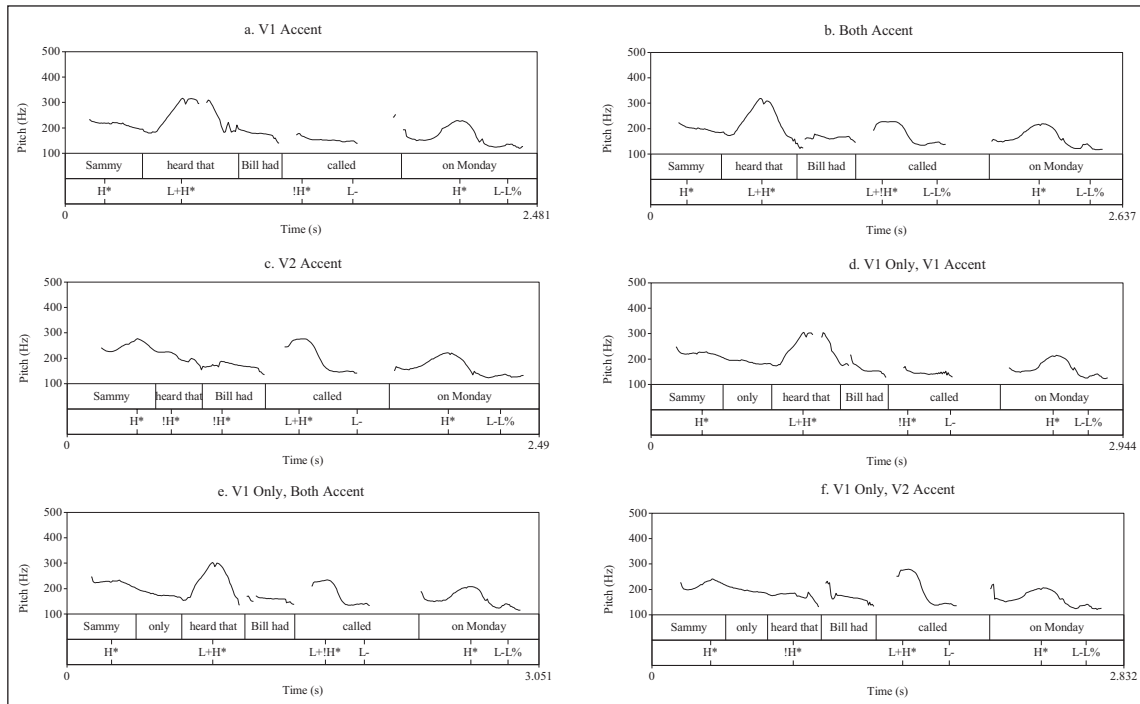 a. V1 Accent
500
400
300
200
100
Pitch (Hz)
Sammy heard that Bill had called on Monday
H* L+H* !H* L- H* L-L%
0 2.481
Time (s)
b. Both Accent
500
400
300
200
100
Pitch (Hz)
Sammy heard that Bill had called on Monday
H* L+H* L+!H* L-L% H* L-L%
0 2.637
Time (s)
c. V2 Accent
500
400
300
200
100
Pitch (Hz)
Sammy heard that Bill had called on Monday
H* !H* !H* L+H* L- H* L-L%
0 2.49
Time (s)
d. V1 Only, V1 Accent
500
400
300
200
100
Pitch (Hz)
Sammy only heard that Bill had called on Monday
H* L+H* !H* L- H* L-L%
0 2.944
Time (s)
e. V1 Only, Both Accent
500
400
300
200
100
Pitch (Hz)
Sammy only heard that Bill had called on Monday
H* L+H* L+!H* L- H* L-L%
0 3.051
Time (s)
f. V1 Only, V2 Accent
500
400
300
200
100
Pitch (Hz)
Sammy only heard that Bill had called on Monday
H* !H* L+H* L- H* L-L%
0 2.832
Time (s)